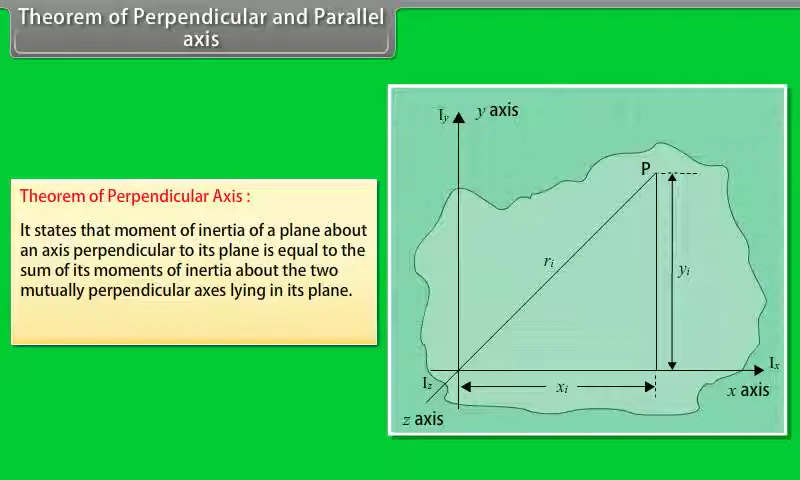 Theorem of Perpendicular and Parallel
axis
Theorem of Perpendicular Axis :
It states that moment of inertia of a plane about
an axis perpendicular to its plane is equal to the
sum of its moments of inertia about the two
mutually perpendicular axes lying in its plane.
Iy y axis
P
ri
yi
Ix
Iz
xi
x axis
z axis